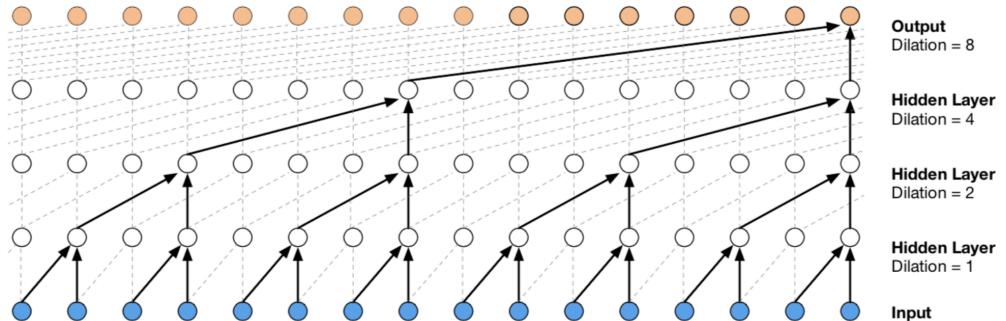 Output
Dilation = 8
Hidden Layer
Dilation = 4
Hidden Layer
Dilation = 2
Hidden Layer
Dilation = 1
Input